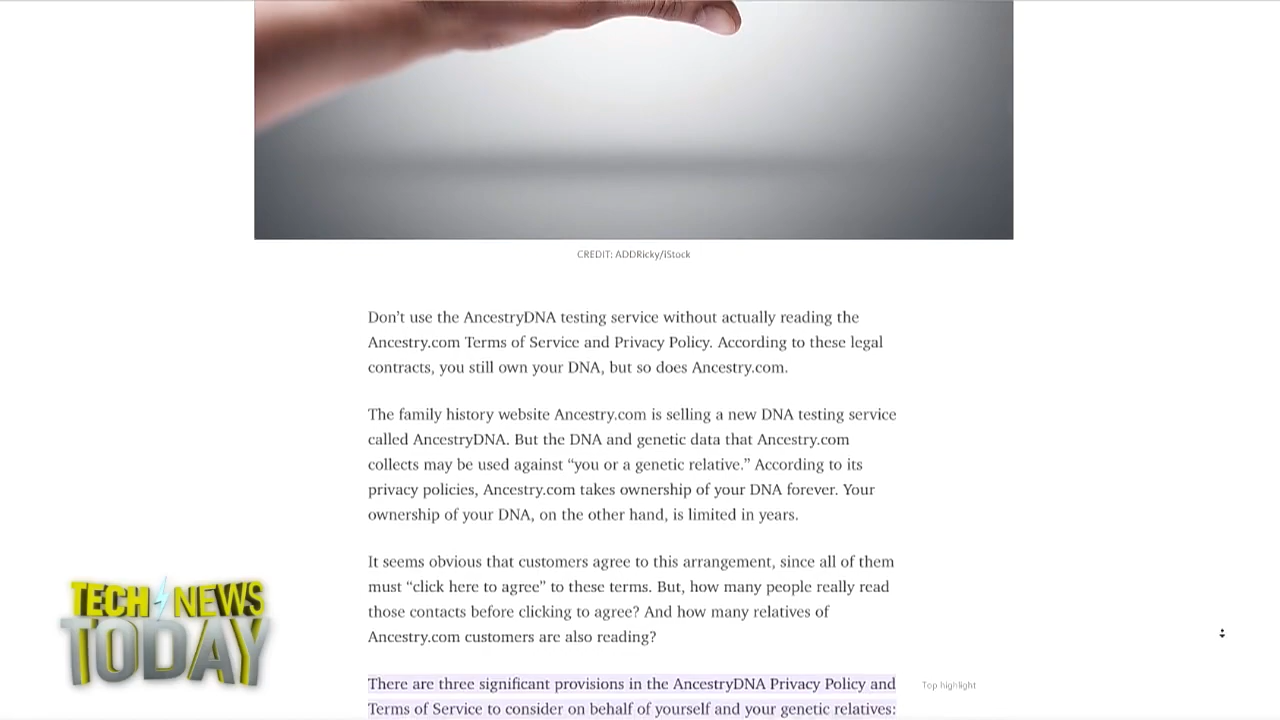 CREDIT: ADDRicky/iStock
Don’t use the AncestryDNA testing service without actually reading the
Ancestry.com Terms of Service and Privacy Policy. According to these legal
contracts, you still own your DNA, but so does Ancestry.com.
The family history website Ancestry.com is selling a new DNA testing service
called AncestryDNA. But the DNA and genetic data that Ancestry.com
collects may be used against “you or a genetic relative.” According to its
privacy policies, Ancestry.com takes ownership of your DNA forever. Your
ownership of your DNA, on the other hand, is limited in years.
It seems obvious that customers agree to this arrangement, since all of them
must “click here to agree” to these terms. But, how many people really read
those contacts before clicking to agree? And how many relatives of
Ancestry.com customers are also reading?
There are three significant provisions in the AncestryDNA Privacy Policy and
Terms of Service to consider on behalf of yourself and your genetic relatives:
Top highlight
TECH NEWS
TODAY